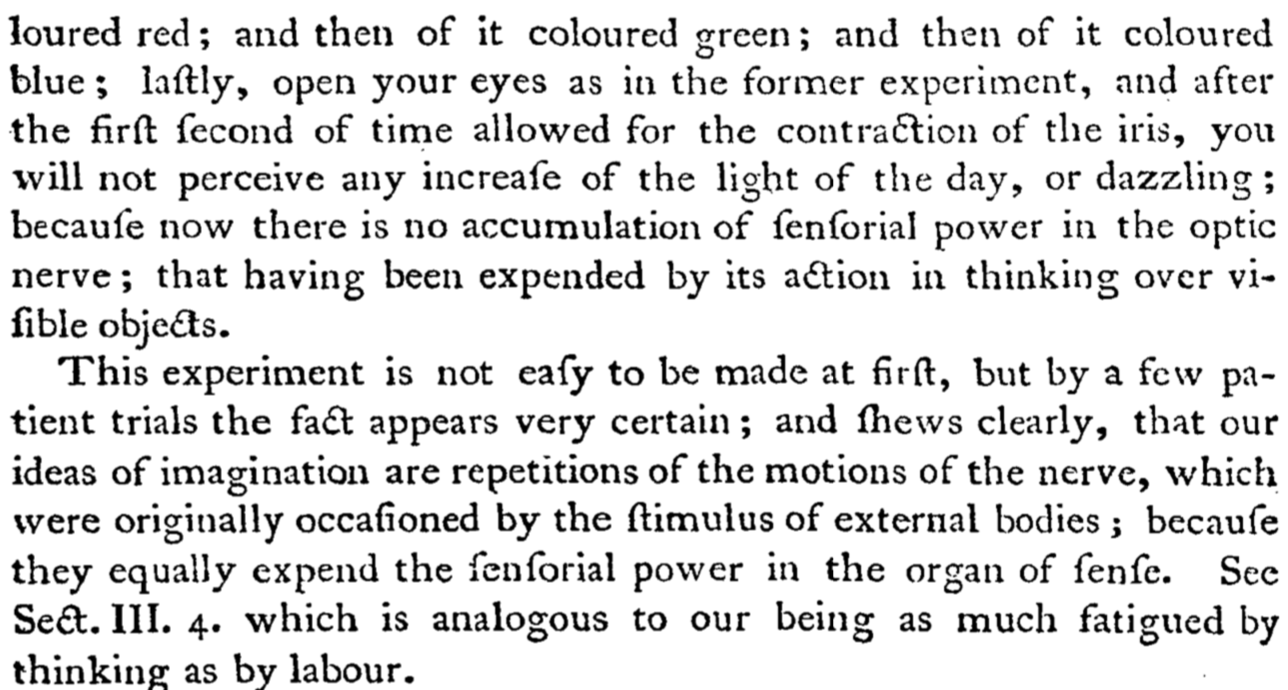 loured red; and then of it coloured green; and then of it coloured
blue; laſtly, open your eyes as in the former experiment, and after
the firſt ſecond of time allowed for the contraction of the iris, you
will not perceive any increaſe of the light of the day, or dazzling;
becauſe now there is no accumulation of ſenſorial power in the optic
nerve; that having been expended by its action in thinking over vi-
ſible objects.
This experiment is not eaſy to be made at firſt, but by a few pa-
tient trials the fact appears very certain; and ſhews clearly, that our
ideas of imagination are repetitions of the motions of the nerve, which
were originally occaſioned by the ſtimulus of external bodies; becauſe
they equally expend the ſenſorial power in the organ of ſenſe. See
Sect. III. 4. which is analogous to our being as much fatigued by
thinking as by labour.